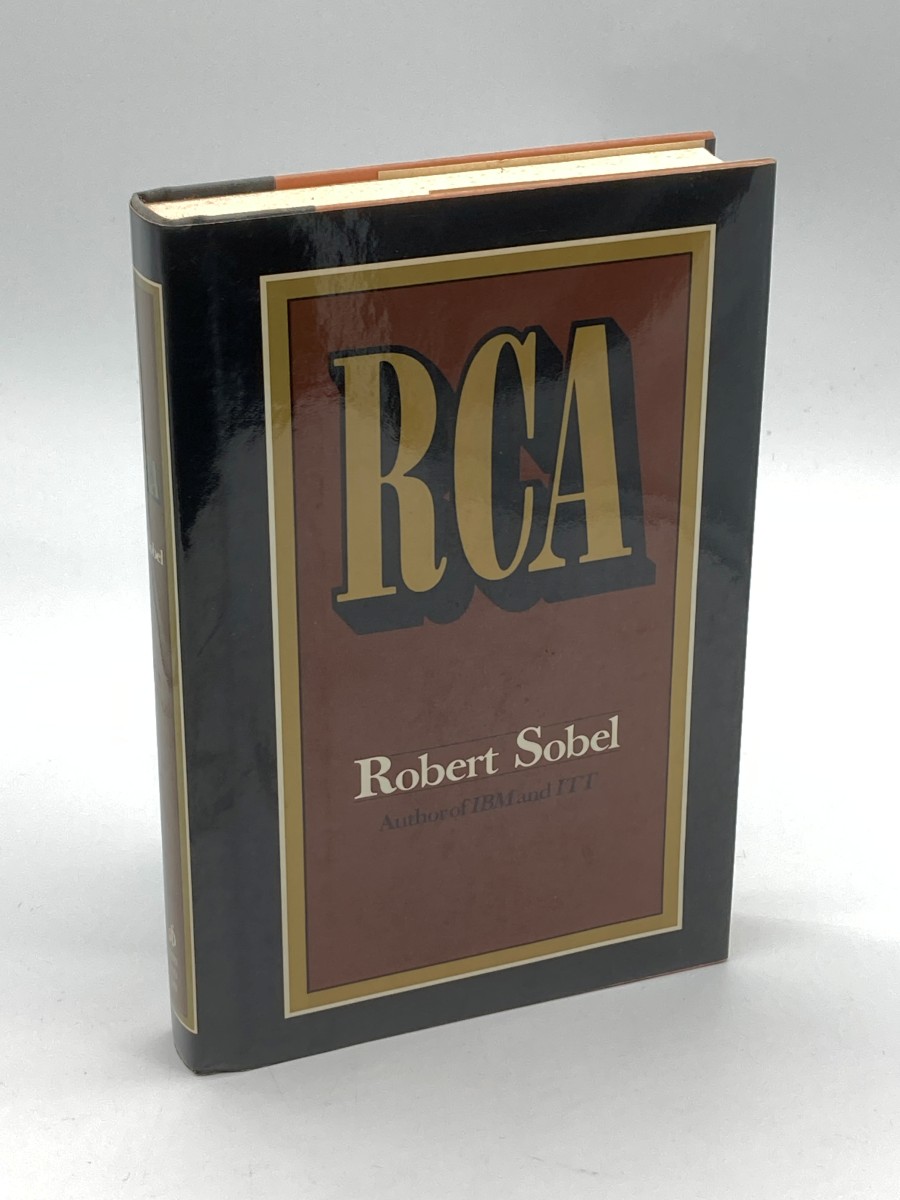 RCA
Robert Sobel
Author of IBM and ITT